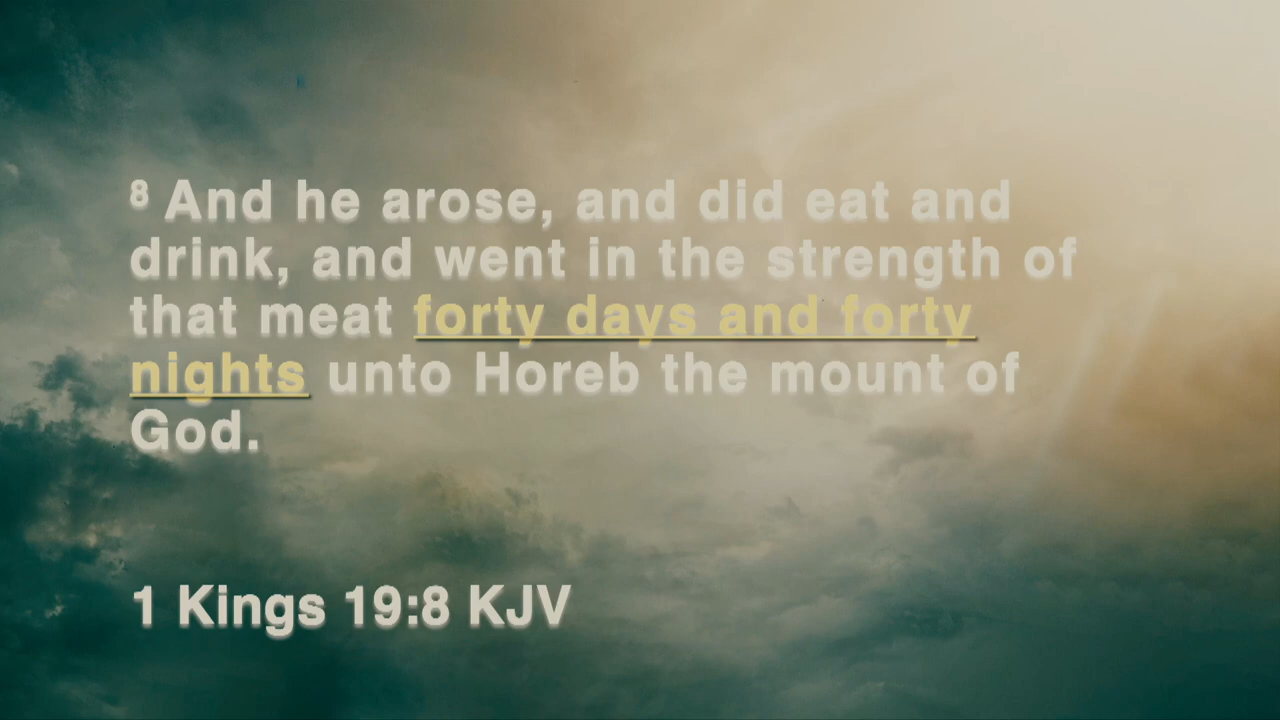 8 And he arose, and did eat and
drink, and went in the strength of
that meat forty days and forty
nights unto Horeb the mount of
God.
1 Kings 19:8 KJV